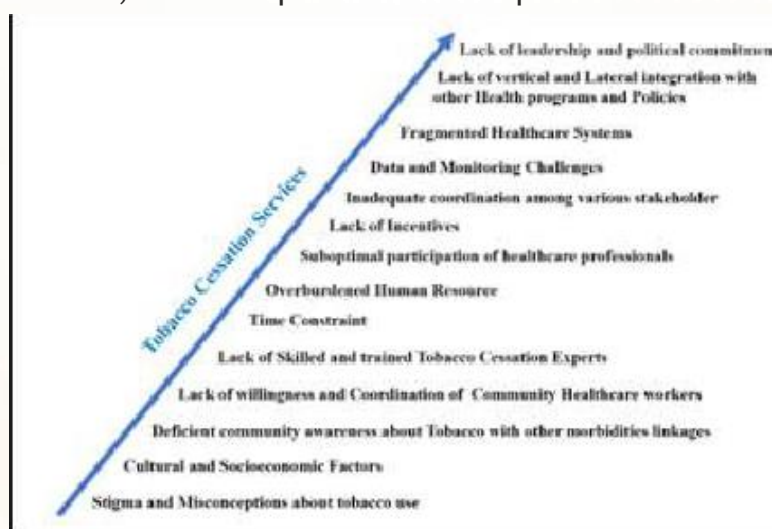 Lack of leadership and political commitmen
Lack of vertical and Lateral integration with
other Health programs and Policies
Fragmented Healthcare Systems
Data and Monitoring Challenges
Inadequate coordination among various stakeholder
Lack of Incentives
Suboptimal participation of healthcare professionals
Overburdened Human Resource
Time Constraint
Lack of Skilled and trained Tobacco Cessation Experts
Lack of willingness and Coordination of Community Healthcare workers
Deficient community awareness about Tobacco with other morbidities linkages
Cultural and Socioeconomic Factors
Stigma and Misconceptions about tobacco use
Tobacco Cessation Services